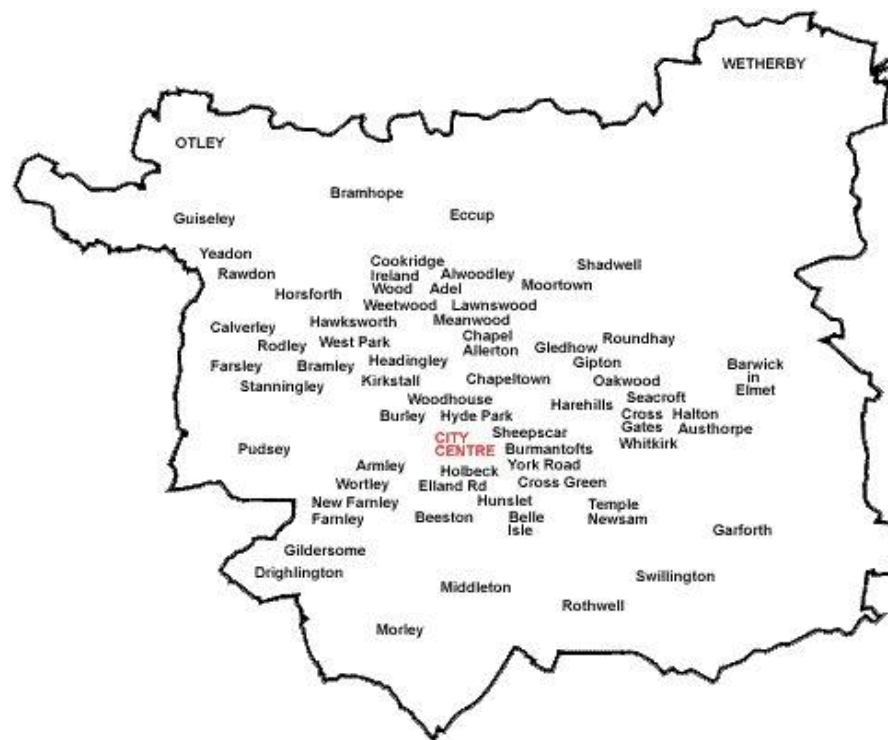 WETHERBY
OTLEY
Bramhope
Guiseley
Eccup
Yeadon
Rawdon
Cookridge
Ireland
Wood
Alwoodley
Adel
Shadwell
Moortown
Horsforth
Weetwood
Lawnswood
Hawksworth
Meanwood
Calverley
Rodley
West Park
Chapel
Allerton
Gledhow
Roundhay
Farsley
Bramley
Headingley
Gipton
Barwick
in
Elmet
Stanningley
Kirkstall
Chapeltown
Oakwood
Woodhouse
Harehills
Seacroft
Burley
Hyde Park
Cross
Gates
Halton
Austhorpe
CITY
CENTRE
Sheepscar
Whitkirk
Pudsey
Burmantofts
Armley
Holbeck
York Road
Wortley
Elland Rd
Cross Green
New Farnley
Hunslet
Temple
Newsam
Farnley
Beeston
Belle
Isle
Garforth
Gildersome
Drighlington
Middleton
Swillington
Rothwell
Morley